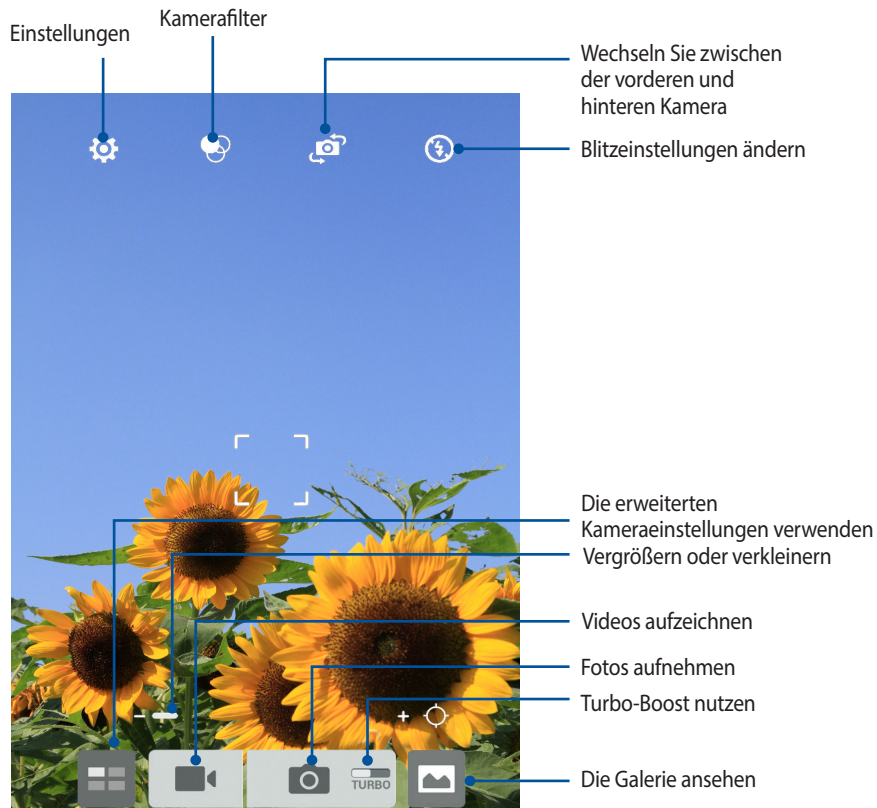 Einstellungen
Kamerafilter
Wechseln Sie zwischen
der vorderen und
hinteren Kamera
Blitzeinstellungen ändern
Die erweiterten
Kameraeinstellungen verwenden
Vergrößern oder verkleinern
Videos aufzeichnen
Fotos aufnehmen
Turbo-Boost nutzen
TURBO
Die Galerie ansehen